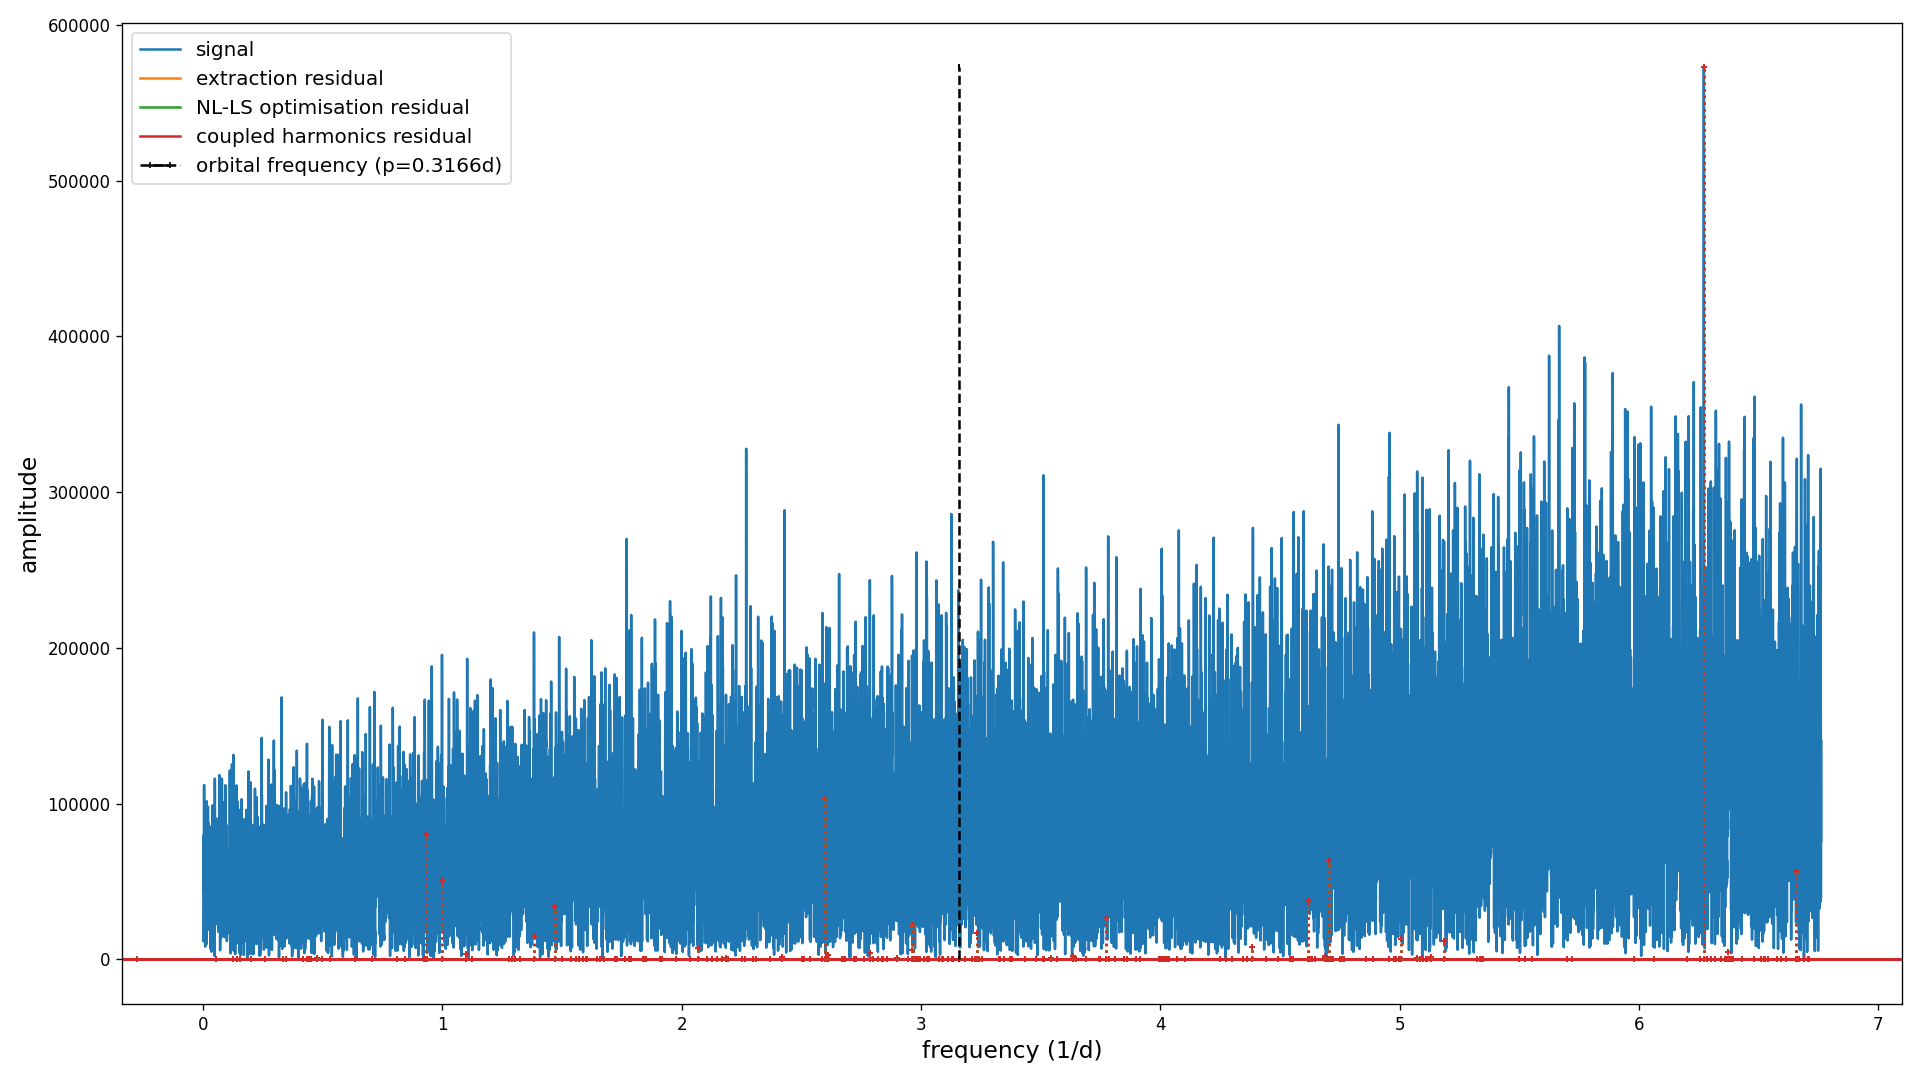 signal
extraction residual
NL-LS optimisation residual
coupled harmonics residual
orbital frequency (p=0.3166d)
600000
500000
400000
300000
200000
100000
0
amplitude
0 1 2 3 4 5 6 7
frequency (1/d)